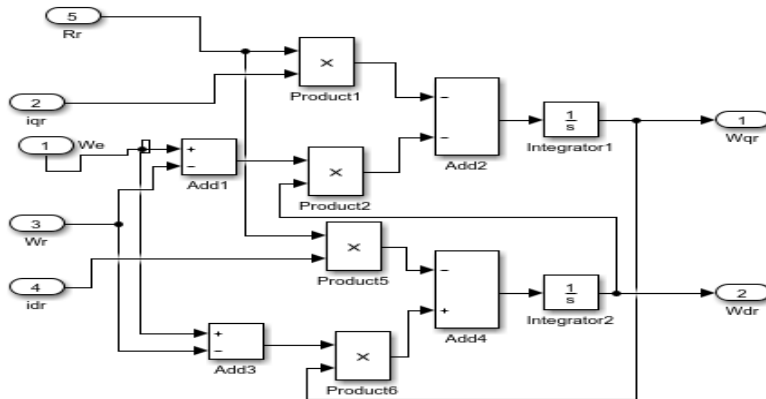 5
Rr
×
Product1
2
iqr
1
We
+
−
Add1
×
Product2
−
−
Add2
1
s
Integrator1
1
Wqr
3
Wr
4
idr
×
Product5
−
+
Add4
1
s
Integrator2
2
Wdr
+
−
Add3
×
Product6